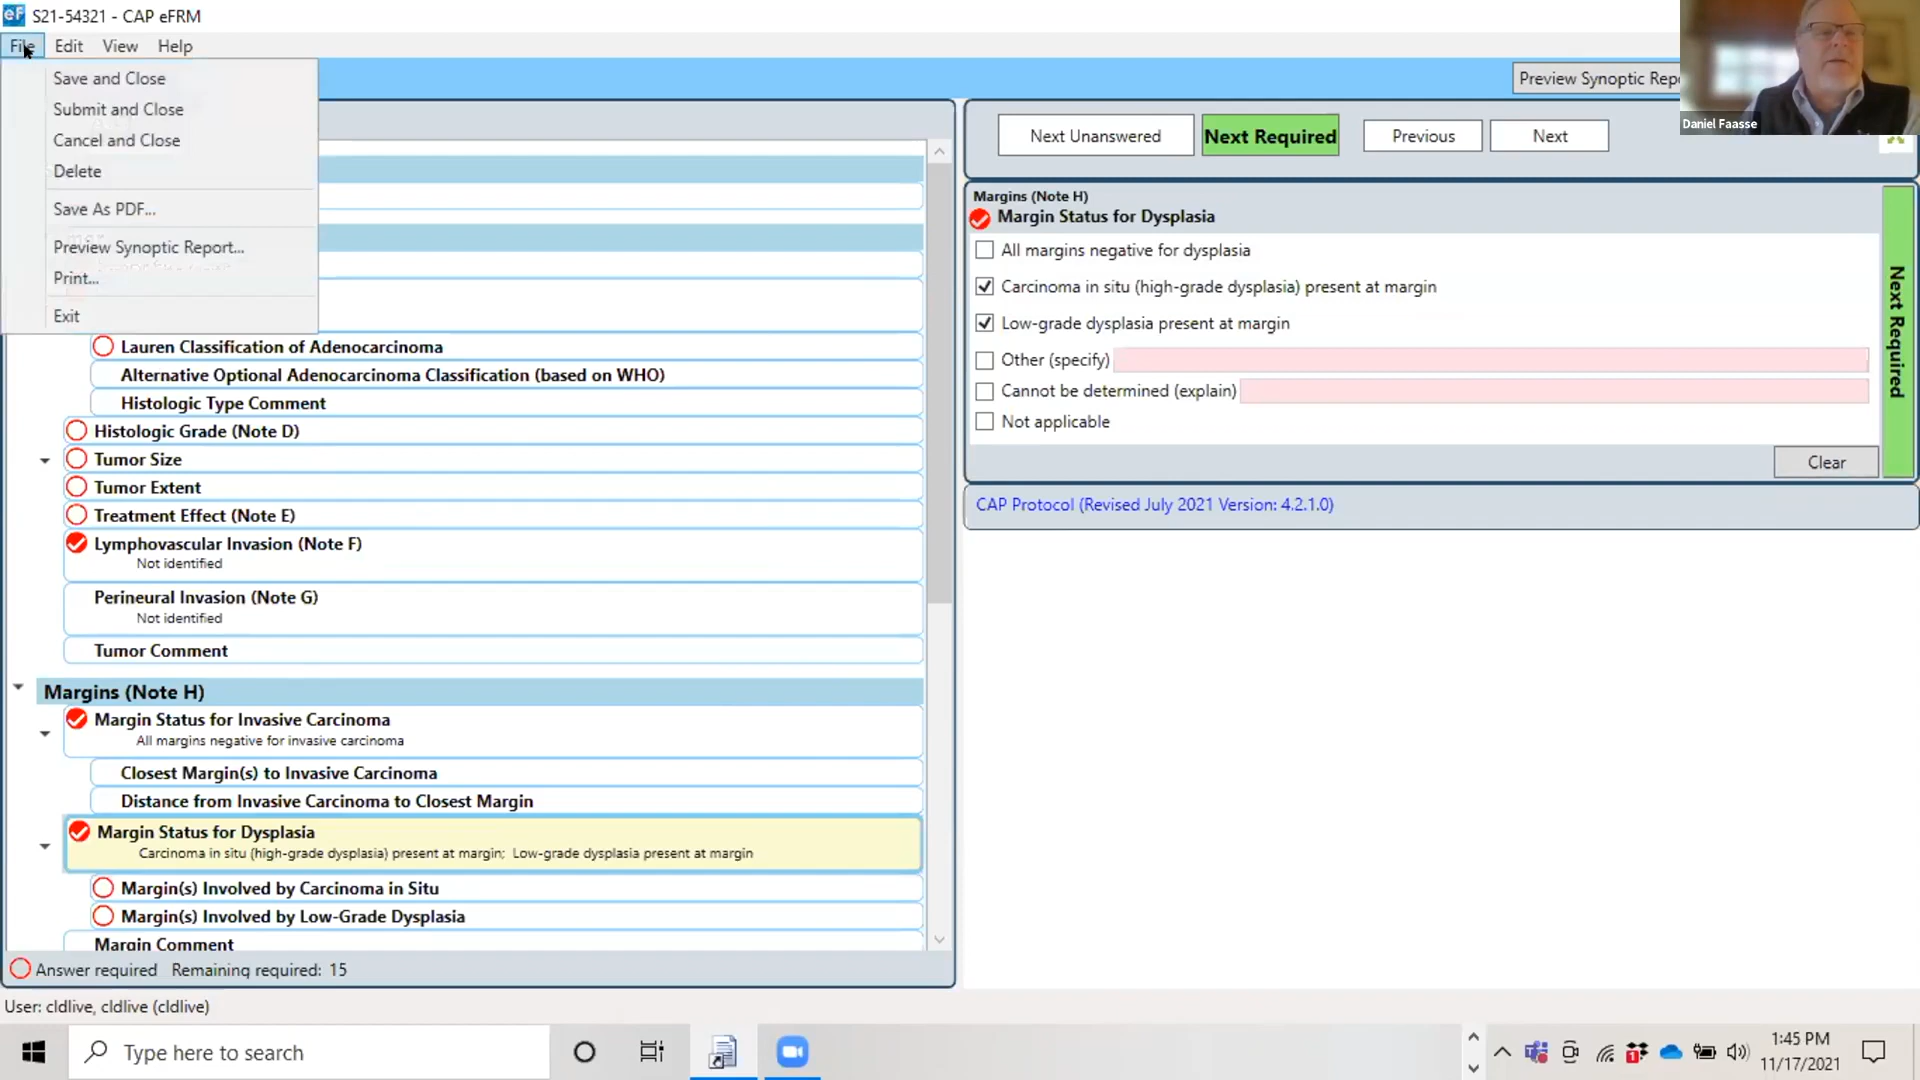 S21-54321 - CAP eFRM
File Edit View Help
Save and Close
Submit and Close
Cancel and Close
Delete
Save As PDF...
Preview Synoptic Report...
Print...
Exit
Lauren Classification of Adenocarcinoma
Alternative Optional Adenocarcinoma Classification (based on WHO)
Histologic Type Comment
Histologic Grade (Note D)
Tumor Size
Tumor Extent
Treatment Effect (Note E)
Lymphovascular Invasion (Note F)
Not identified
Perineural Invasion (Note G)
Not identified
Tumor Comment
Margins (Note H)
Margin Status for Invasive Carcinoma
All margins negative for invasive carcinoma
Closest Margin(s) to Invasive Carcinoma
Distance from Invasive Carcinoma to Closest Margin
Margin Status for Dysplasia
Carcinoma in situ (high-grade dysplasia) present at margin; Low-grade dysplasia present at margin
Margin(s) Involved by Carcinoma in Situ
Margin(s) Involved by Low-Grade Dysplasia
Margin Comment
Answer required Remaining required: 15
User: cldlive, cldlive (cldlive)
Preview Synoptic Repo
Daniel Faasse
Next Unanswered
Next Required
Previous
Next
Margins (Note H)
Margin Status for Dysplasia
All margins negative for dysplasia
Carcinoma in situ (high-grade dysplasia) present at margin
Low-grade dysplasia present at margin
Other (specify)
Cannot be determined (explain)
Not applicable
Clear
Next Required
CAP Protocol (Revised July 2021 Version: 4.2.1.0)
Type here to search
1:45 PM
11/17/2021